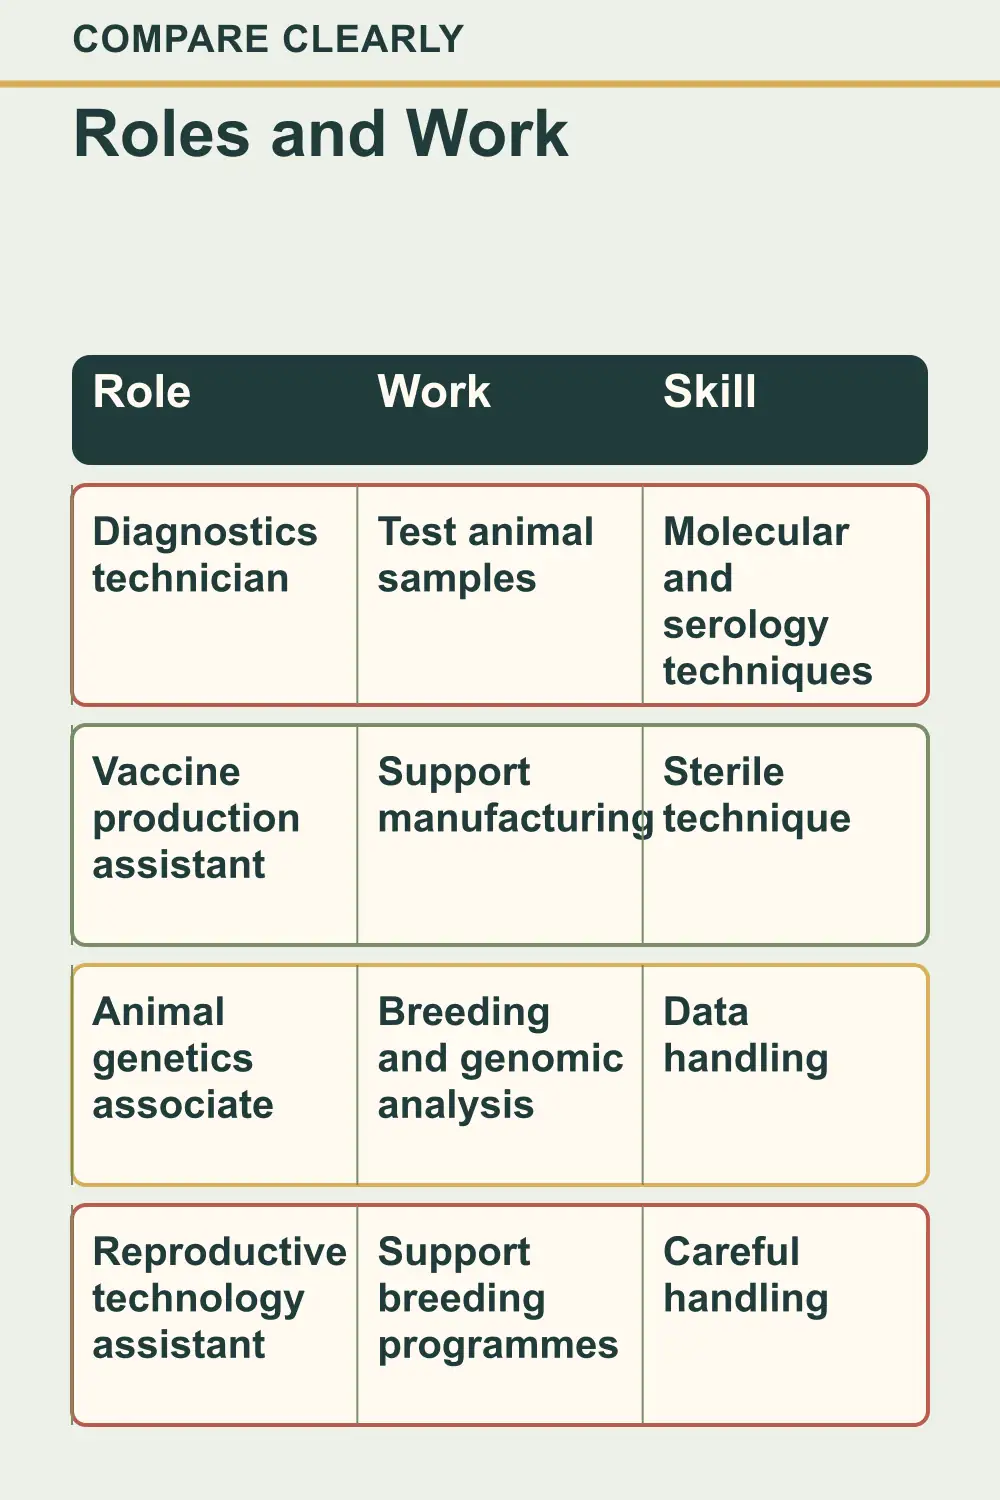 COMPARE CLEARLY
Roles and Work
Role
Work
Skill
Diagnostics
technician
Test animal
samples
Molecular
and
serology
techniques
Vaccine
production
assistant
Support
manufacturing
Sterile
technique
Animal
genetics
associate
Breeding
and genomic
analysis
Data
handling
Reproductive
technology
assistant
Support
breeding
programmes
Careful
handling